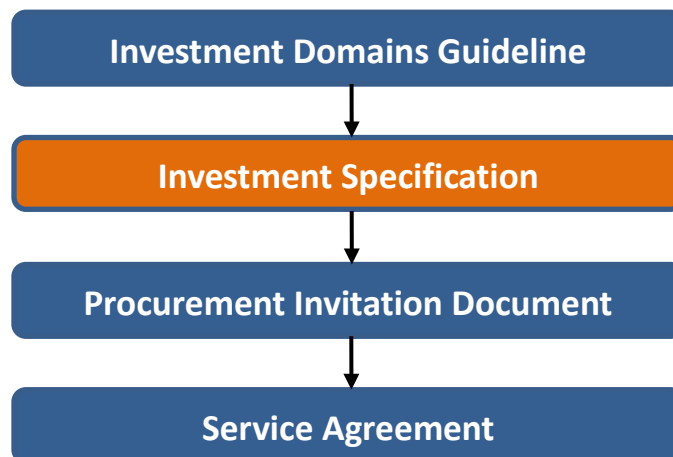 Investment Domains Guideline
Investment Specification
Procurement Invitation Document
Service Agreement